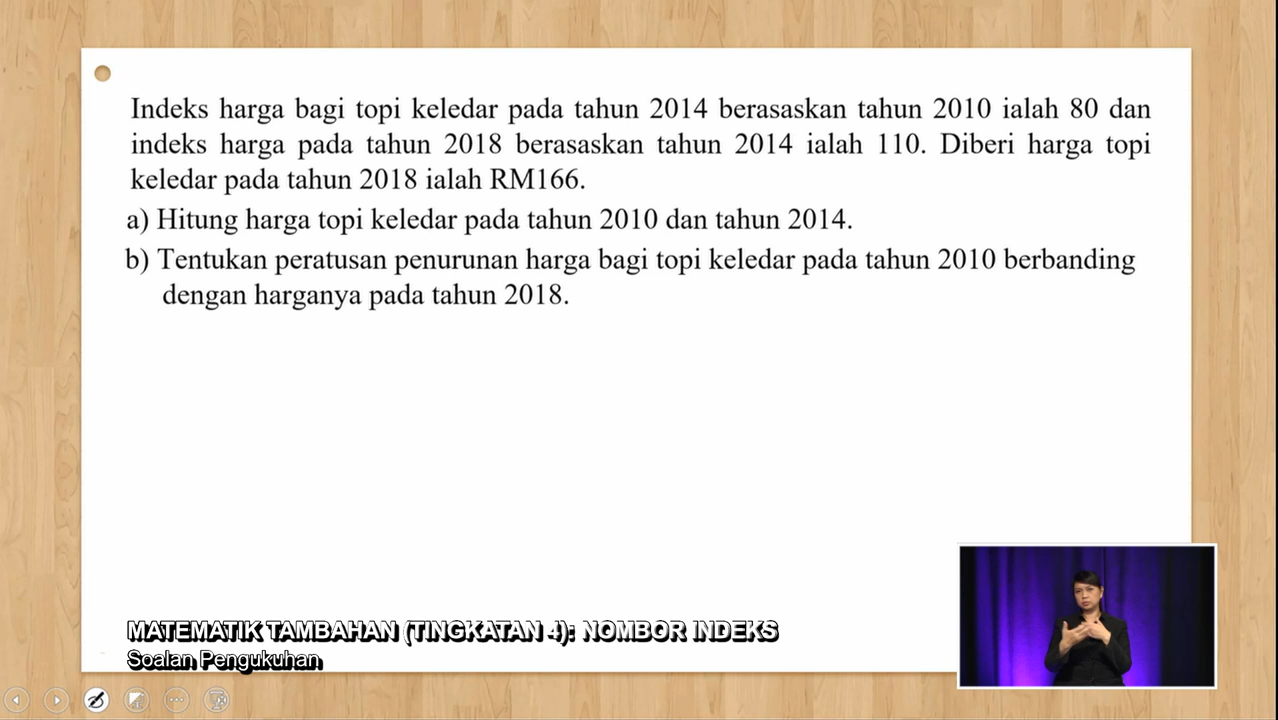 Indeks harga bagi topi keledar pada tahun 2014 berasaskan tahun 2010 ialah 80 dan
indeks harga pada tahun 2018 berasaskan tahun 2014 ialah 110. Diberi harga topi
keledar pada tahun 2018 ialah RM166.
a) Hitung harga topi keledar pada tahun 2010 dan tahun 2014.
b) Tentukan peratusan penurunan harga bagi topi keledar pada tahun 2010 berbanding
dengan harganya pada tahun 2018.
MATEMATIK TAMBAHAN (TINGKATAN 4): NOMBOR INDEKS
Soalan Pengukuhan